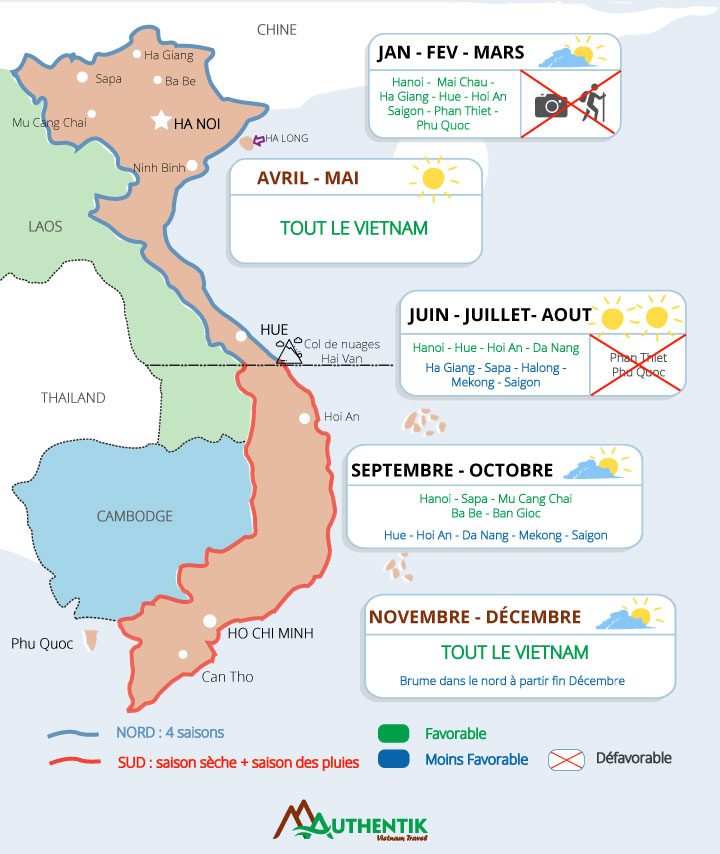 CHINE
Ha Giang
Sapa
Ba Be
Mu Cang Chai
HA NOI
HA LONG
Ninh Binh
LAOS
HUE
Col de nuages
Hai Van
THAILAND
Hoi An
CAMBODGE
Phu Quoc
HO CHI MINH
Can Tho
JAN - FEV - MARS
Hanoi - Mai Chau -
Ha Giang - Hue - Hoi An
Saigon - Phan Thiet -
Phu Quoc
AVRIL - MAI
TOUT LE VIETNAM
JUIN - JUILLET- AOUT
Hanoi - Hue - Hoi An - Da Nang
Ha Giang - Sapa - Halong -
Mekong - Saigon
Phan Thiet
Phu Quoc
SEPTEMBRE - OCTOBRE
Hanoi - Sapa - Mu Cang Chai
Ba Be - Ban Gioc
Hue - Hoi An - Da Nang - Mekong - Saigon
NOVEMBRE - DÉCEMBRE
TOUT LE VIETNAM
Brume dans le nord à partir fin Décembre
NORD : 4 saisons
SUD : saison sèche + saison des pluies
Favorable
Moins Favorable
Défavorable
AUTHENTIK
Vietnam Travel